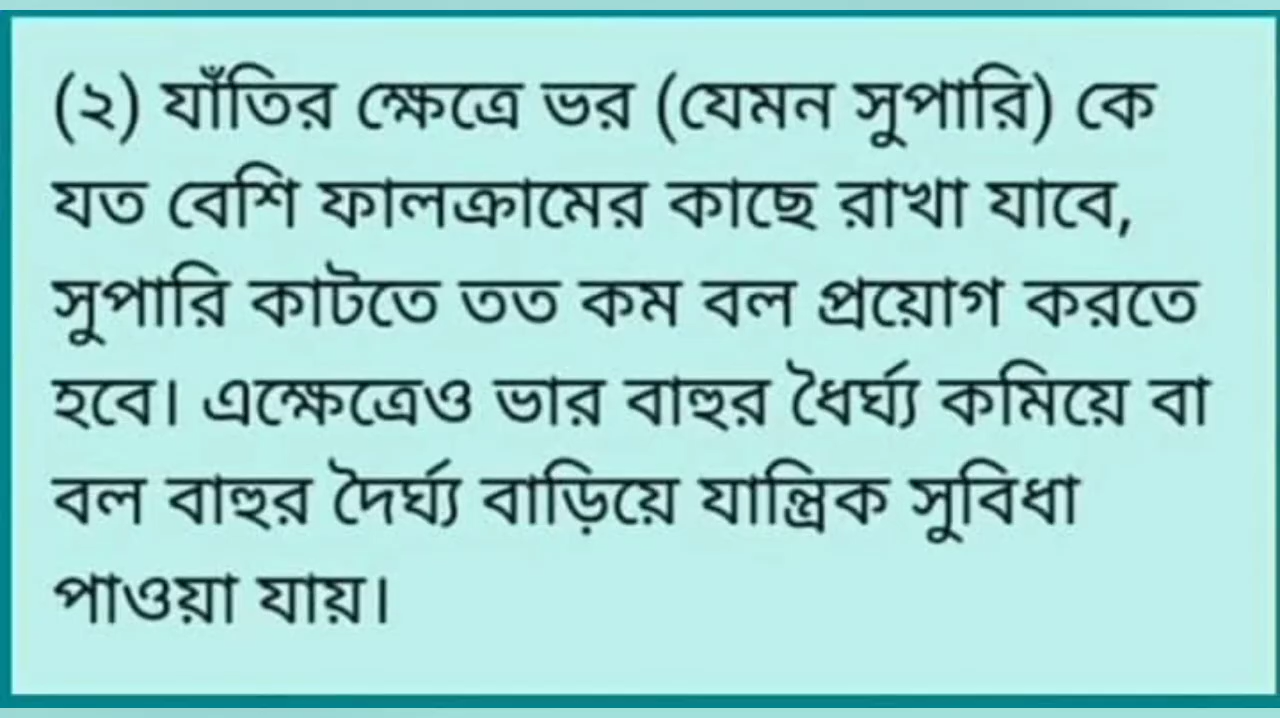 (২) যাঁতির ক্ষেত্রে ভর (যেমন সুপারি) কে
যত বেশি ফালক্রামের কাছে রাখা যাবে,
সুপারি কাটতে তত কম বল প্রয়োগ করতে
হবে। এক্ষেত্রেও ভার বাহুর ধৈর্ঘ্য কমিয়ে বা
বল বাহুর দৈর্ঘ্য বাড়িয়ে যান্ত্রিক সুবিধা
পাওয়া যায়।